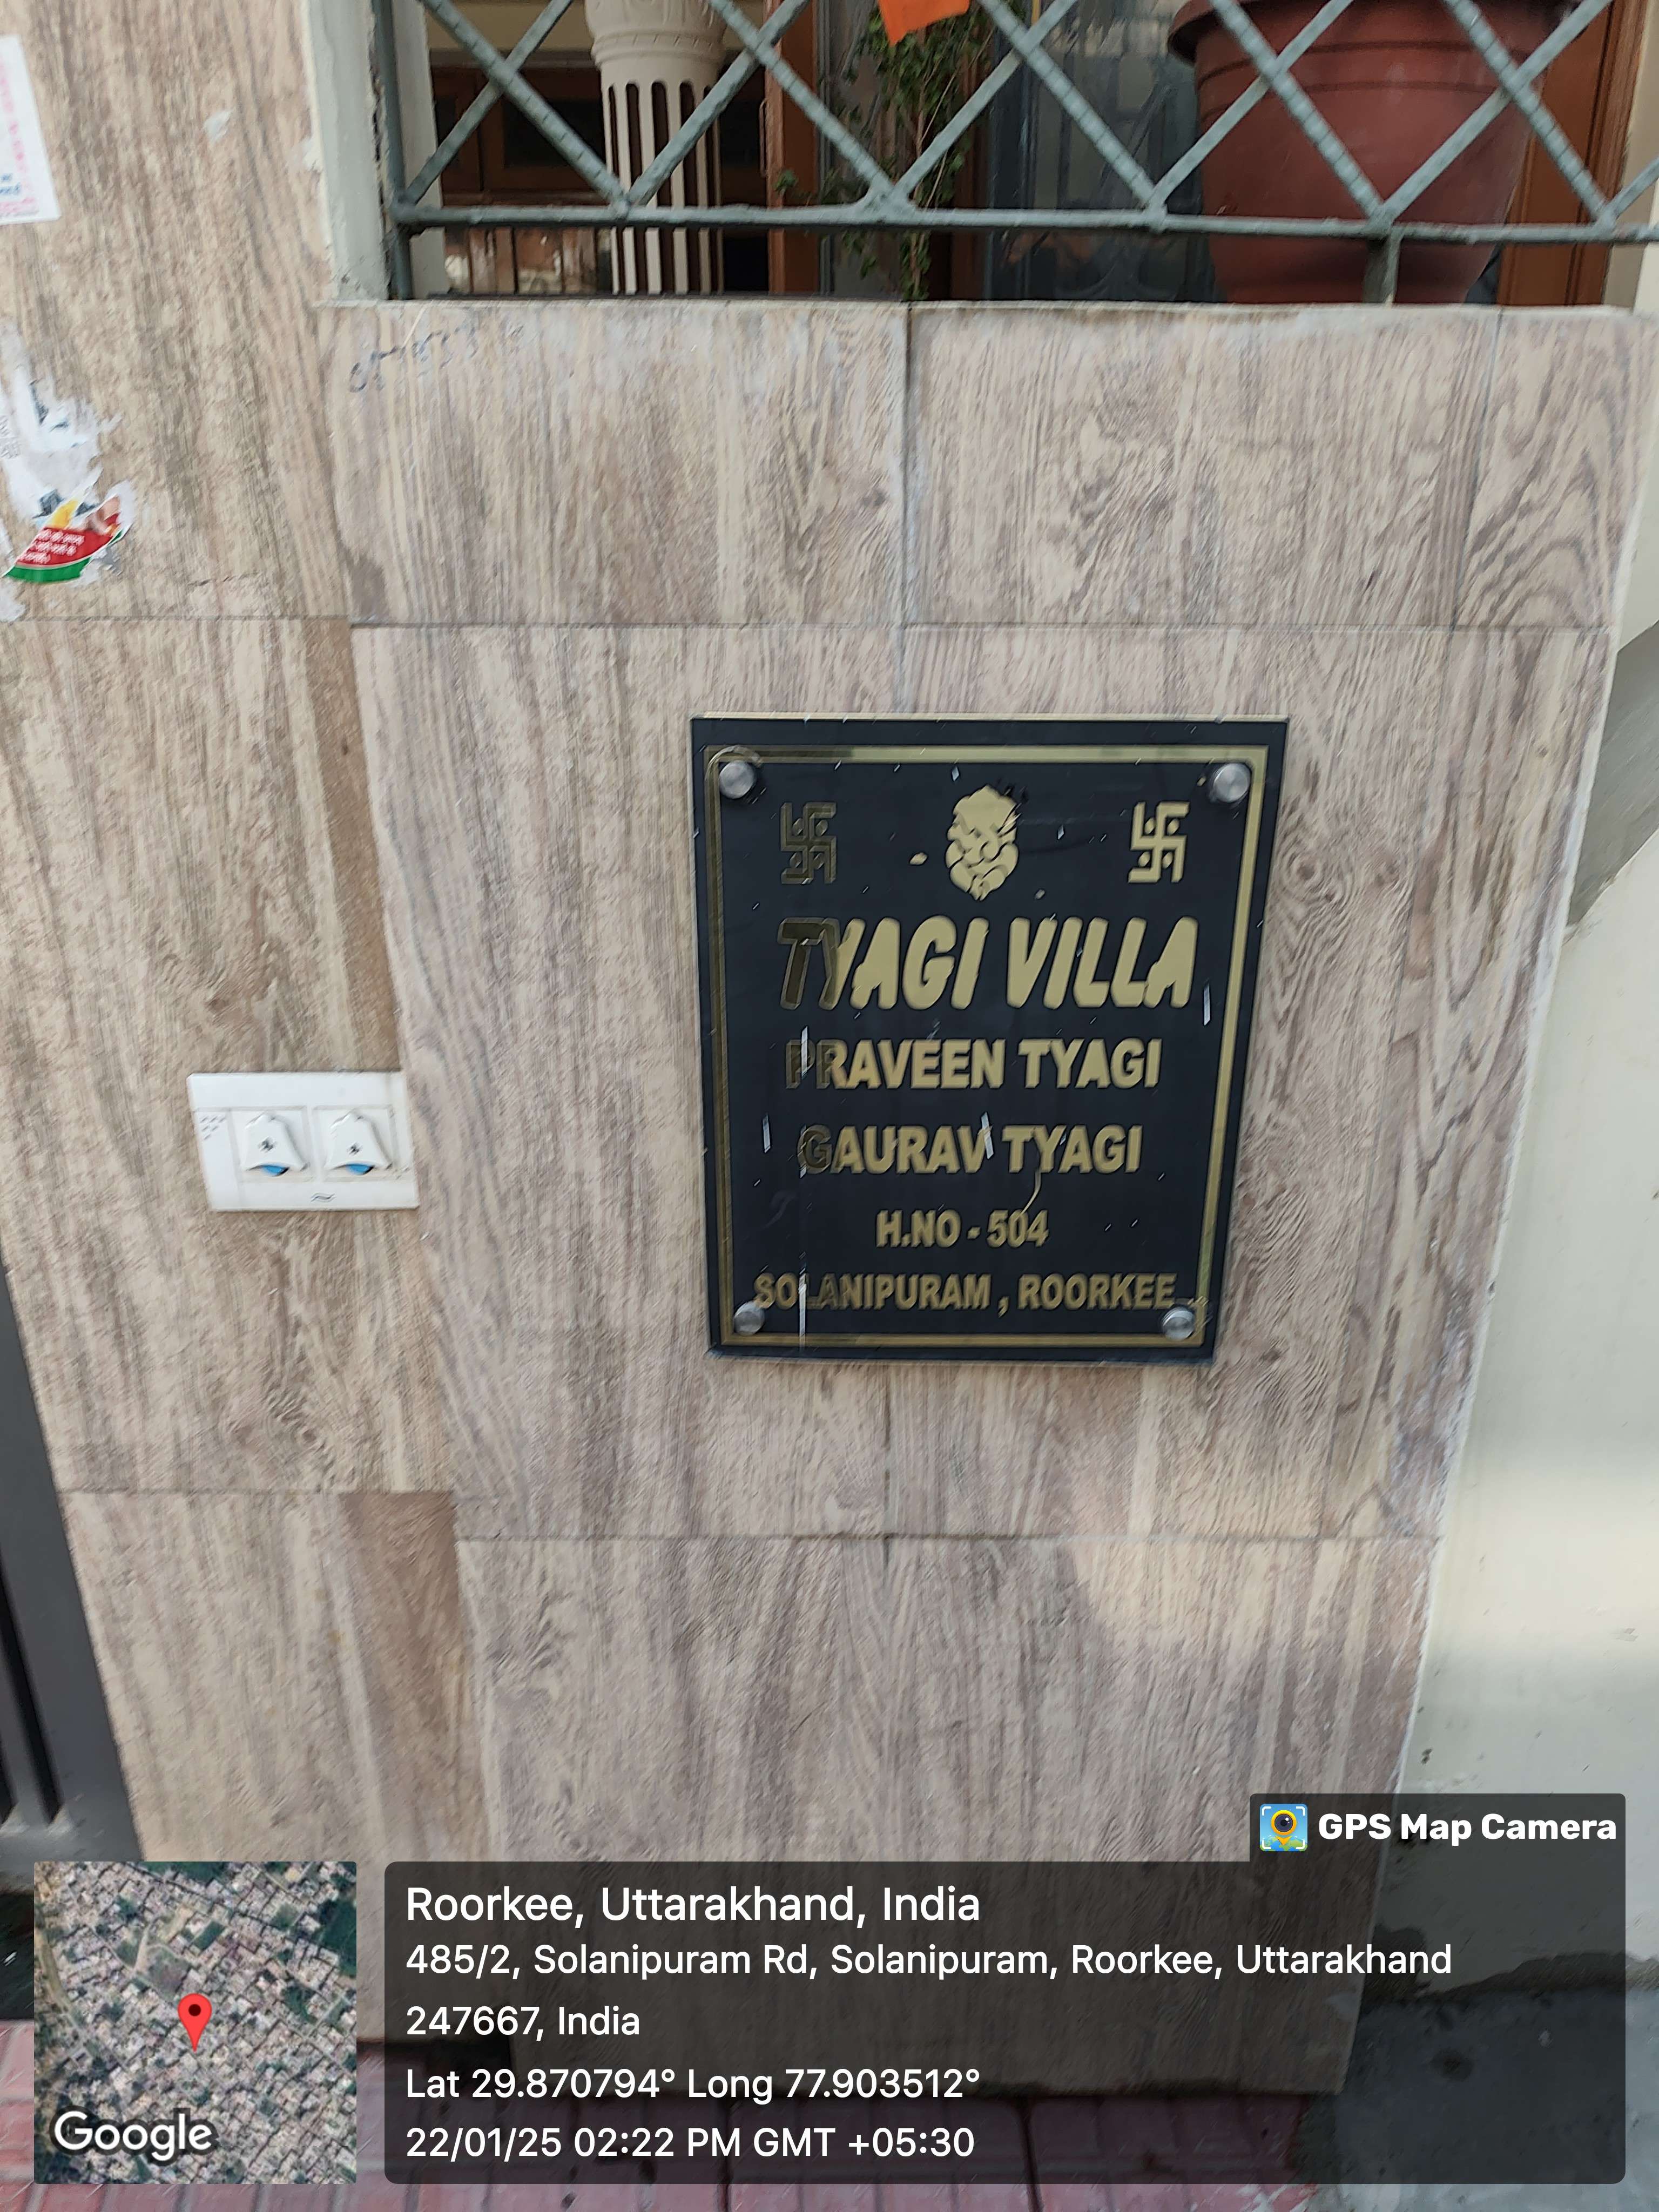 TYAGI VILLA
PRAVEEN TYAGI
GAURAV TYAGI
H.NO - 504
SOLANIPURAM , ROORKEE
GPS Map Camera
Roorkee, Uttarakhand, India
485/2, Solanipuram Rd, Solanipuram, Roorkee, Uttarakhand
247667, India
Lat 29.870794° Long 77.903512°
22/01/25 02:22 PM GMT +05:30
Google